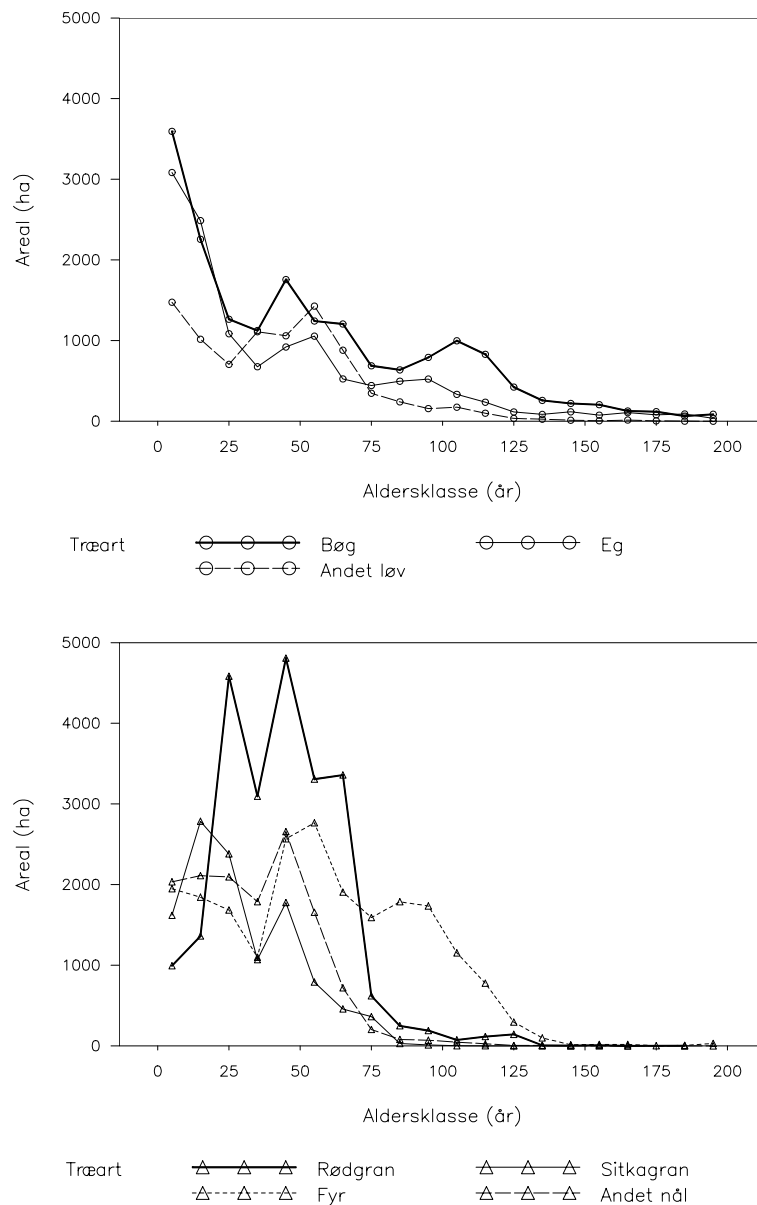 5000
4000
3000
2000
1000
0
Areal (ha)
0 25 50 75 100 125 150 175 200
Aldersklasse (år)
Træart Bøg Eg
Andet løv
5000
4000
3000
2000
1000
0
Areal (ha)
0 25 50 75 100 125 150 175 200
Aldersklasse (år)
Træart Rødgran Sitkagran
Fyr Andet nål